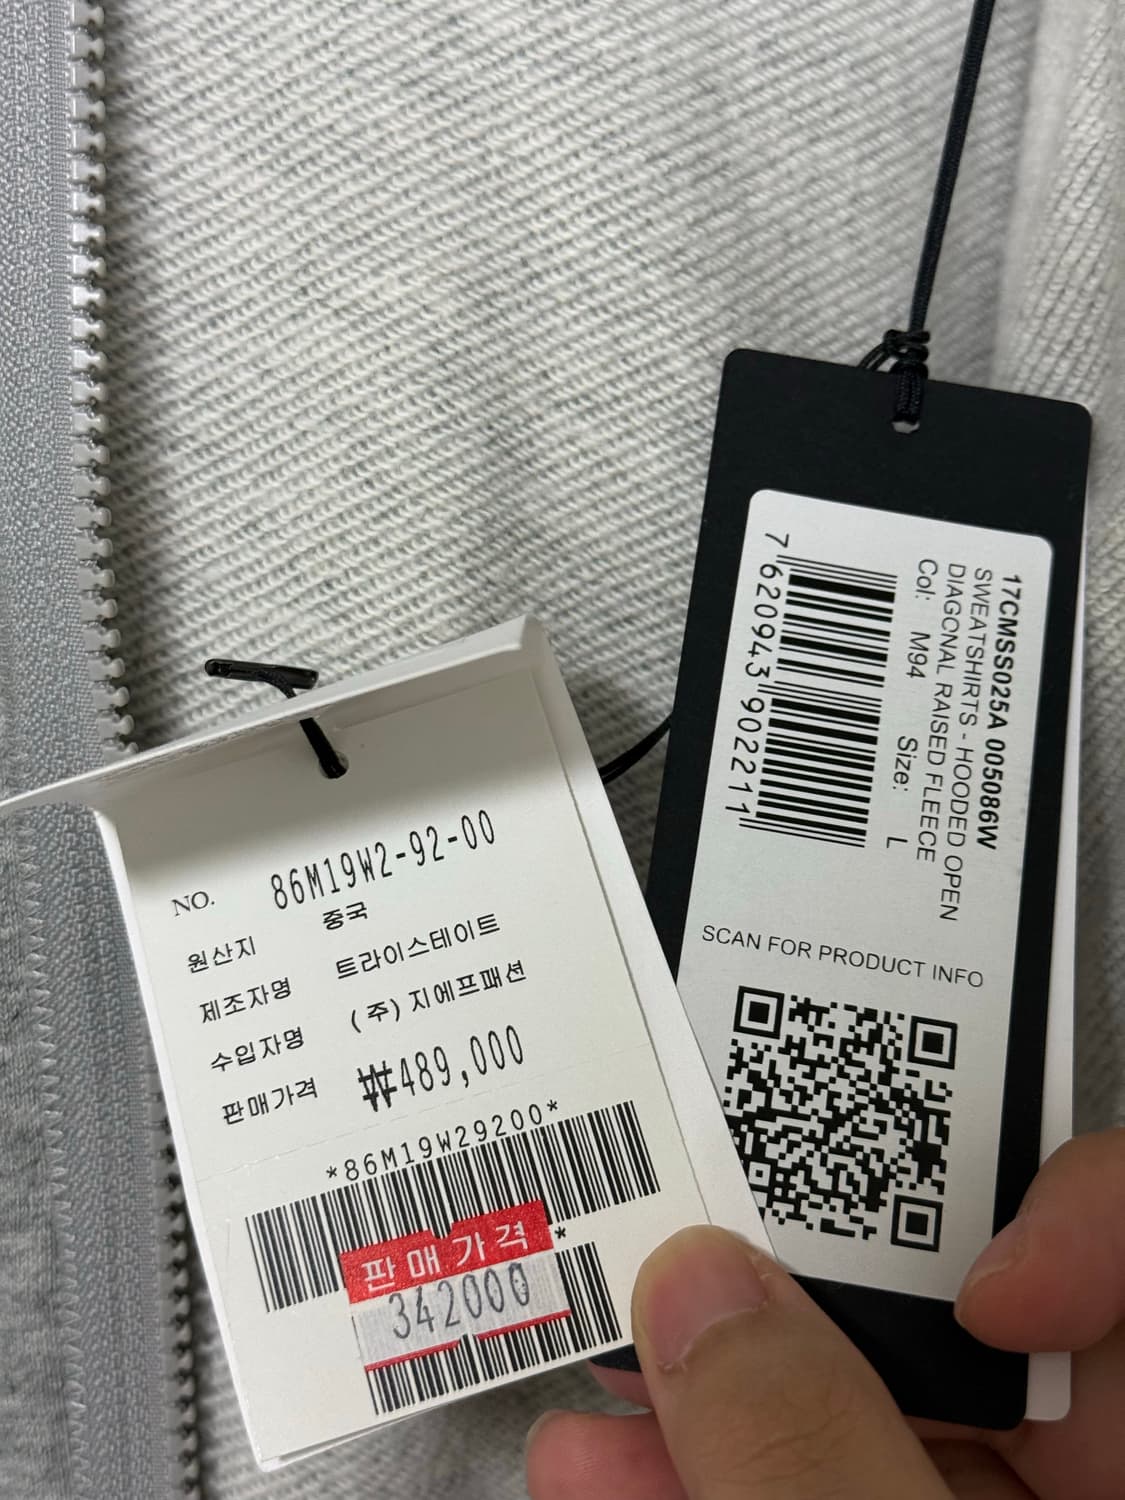 NO. 86M19W2-92-00
원산지 중국
제조자명 트라이스테이트
수입자명 (주)지에프패션
판매가격 ₩489,000
*86M19W29200*
*
판매가격
342000
17CMSS025A 005086W
SWEATSHIRTS - HOODED OPEN
DIAGONAL RAISED FLEECE
Col: M94 Size: L
7 620943 902211
SCAN FOR PRODUCT INFO